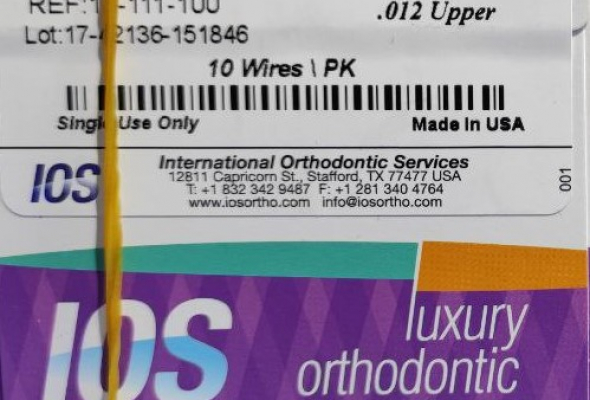 .012 Upper
10 Wires \ PK
Use Only
Made in USA
International Orthodontic Services
IOS
12811 Capricorn St., Stafford, TX 77477 USA
T: +1 832 342 9487 F: +1 281 340 4764
www.iosortho.com info@iosortho.com
001
IOS
luxury
orthodontic